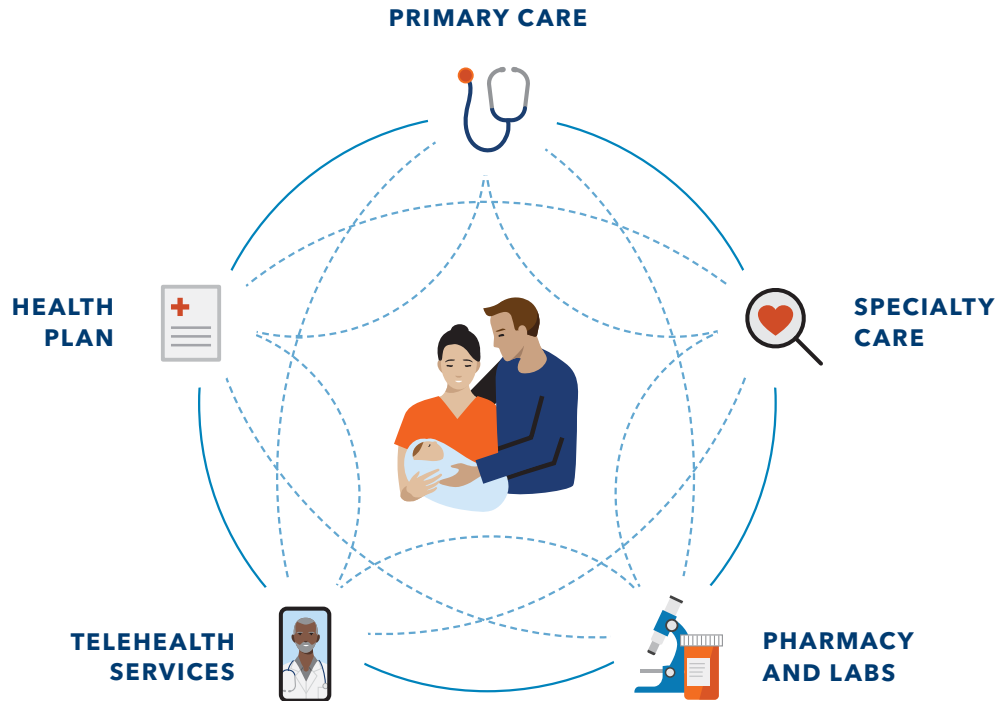 PRIMARY CARE
HEALTH
PLAN
SPECIALTY
CARE
TELEHEALTH
SERVICES
PHARMACY
AND LABS